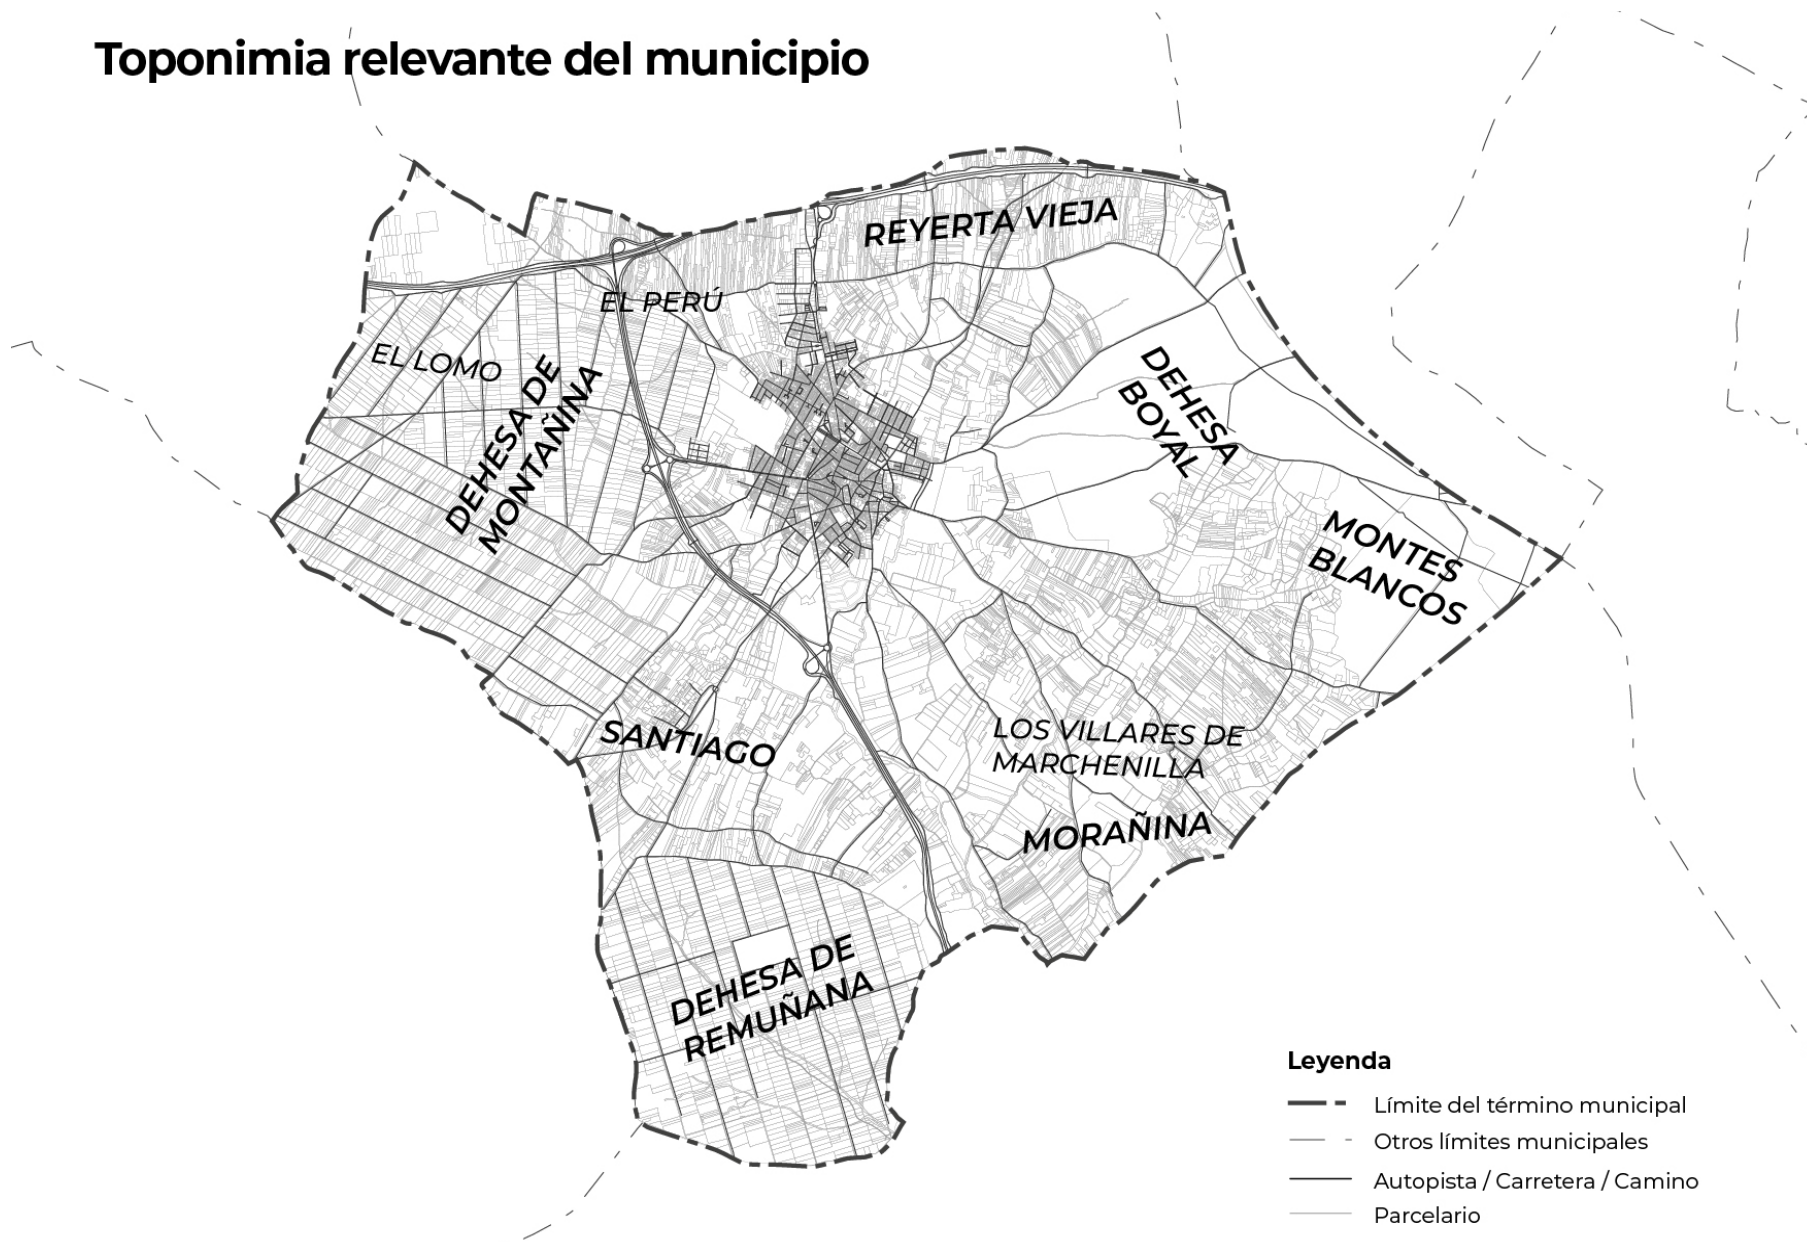 Toponimia relevante del municipio
REYERTA VIEJA
EL PERÚ
EL LOMO
DEHESA DE
MONTAÑINA
DEHESA
BOYAL
MONTES
BLANCOS
SANTIAGO
LOS VILLARES DE
MARCHENILLA
MORAÑINA
DEHESA DE
REMUÑANA
Leyenda
Límite del término municipal
Otros límites municipales
Autopista / Carretera / Camino
Parcelario